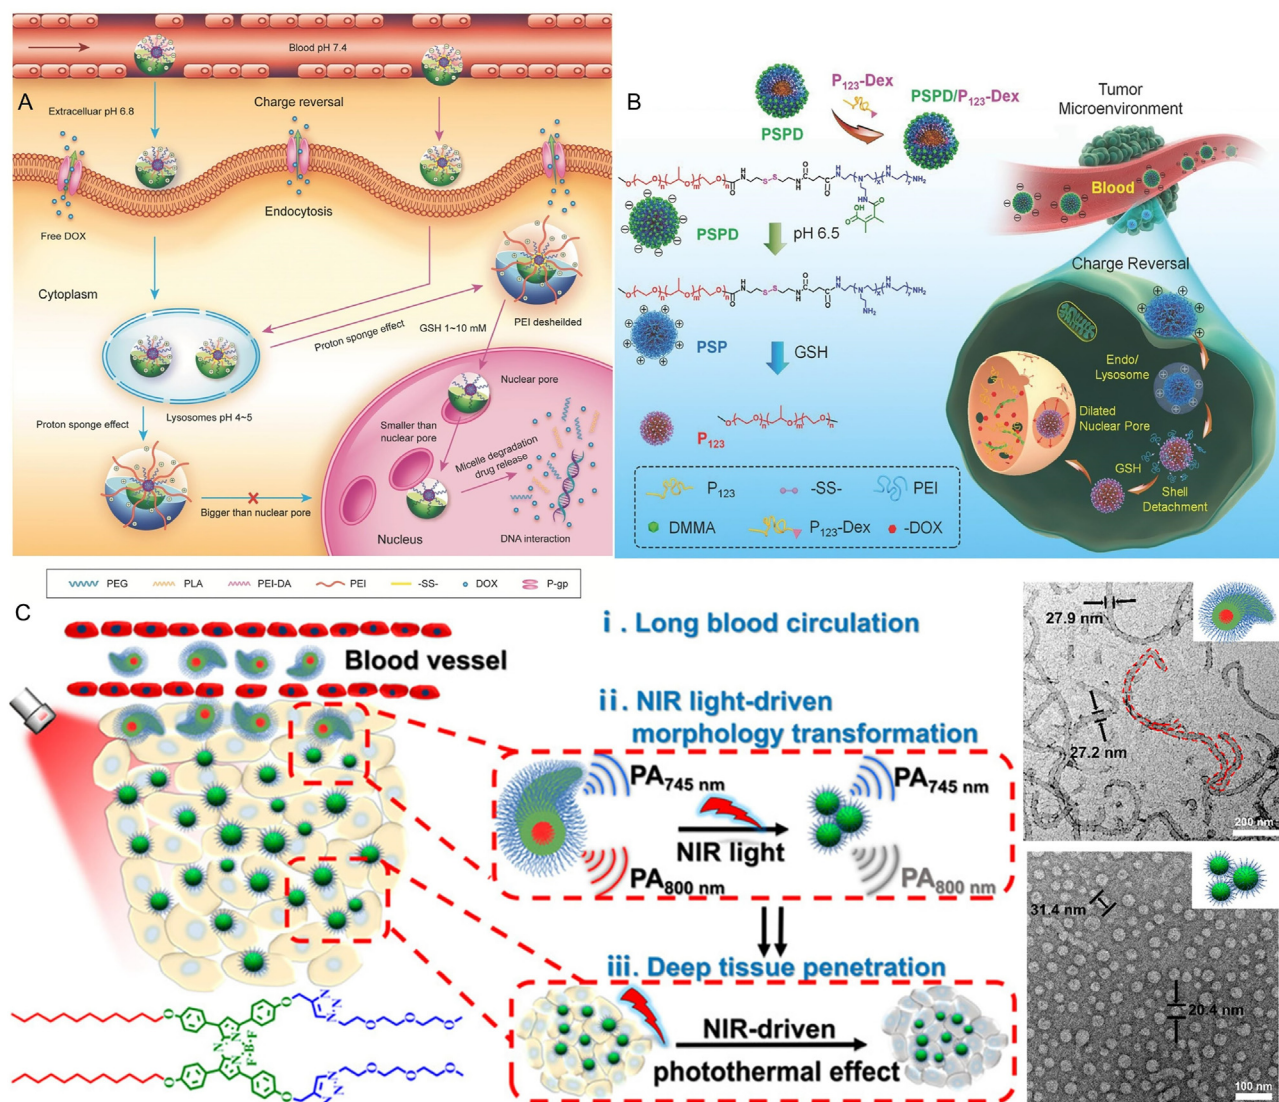 A
Blood pH 7.4
Extracelluar pH 6.8
Charge reversal
Endocytosis
Free DOX
Cytoplasm
Proton sponge effect
PEI desheilded
GSH 1~10 mM
Lysosomes pH 4~5
Proton sponge effect
Nuclear pore
Smaller than
nuclear pore
Micelle degradation
drug release
Bigger than nuclear pore
Nucleus
DNA interaction
PEG
PLA
PEI-DA
PEI
-SS-
DOX
P-gp
B
PSPD
P123-Dex
PSPD/P123-Dex
PSPD
pH 6.5
PSP
GSH
P123
P123
-SS-
PEI
DMMA
P123-Dex
-DOX
Tumor
Microenvironment
Blood
Charge Reversal
Endo/
Lysosome
Dilated
Nuclear Pore
GSH
Shell
Detachment
C
Blood vessel
i. Long blood circulation
ii. NIR light-driven
morphology transformation
PA745 nm
PA800 nm
NIR light
PA745 nm
PA800 nm
iii. Deep tissue penetration
NIR-driven
photothermal effect
27.9 nm
27.2 nm
200 nm
31.4 nm
20.4 nm
100 nm